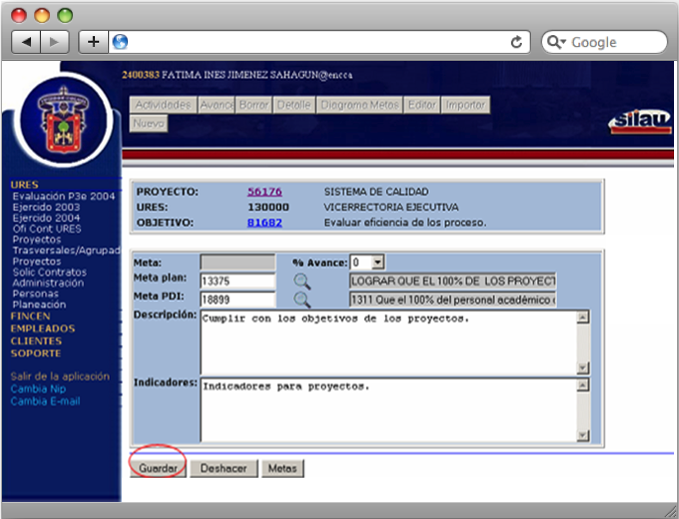 Google
2400383 FATIMA INES JIMENEZ SAHAGUN@encca
Actividades Avance Borrar Detalle Diagrama Metas Editar Importar
Nuevo
siiau
URES
Evaluación P3e 2004
Ejercido 2003
Ejercido 2004
Ofi Cont URES
Proyectos
Trasversales/Agrupad
Proyectos
Solic Contratos
Administración
Personas
Planeación
FINCEN
EMPLEADOS
CLIENTES
SOPORTE
Salir de la aplicación
Cambia Nip
Cambia E-mail
PROYECTO: 56176 SISTEMA DE CALIDAD
URES: 130000 VICERRECTORIA EJECUTIVA
OBJETIVO: 81682 Evaluar eficiencia de los proceso.
Meta: % Avance: 0
Meta plan: 13375 LOGRAR QUE EL 100% DE LOS PROYECT
Meta PDI: 18899 1311 Que el 100% del personal académico
Descripción: Cumplir con los objetivos de los proyectos.
Indicadores: Indicadores para proyectos.
Guardar Deshacer Metas